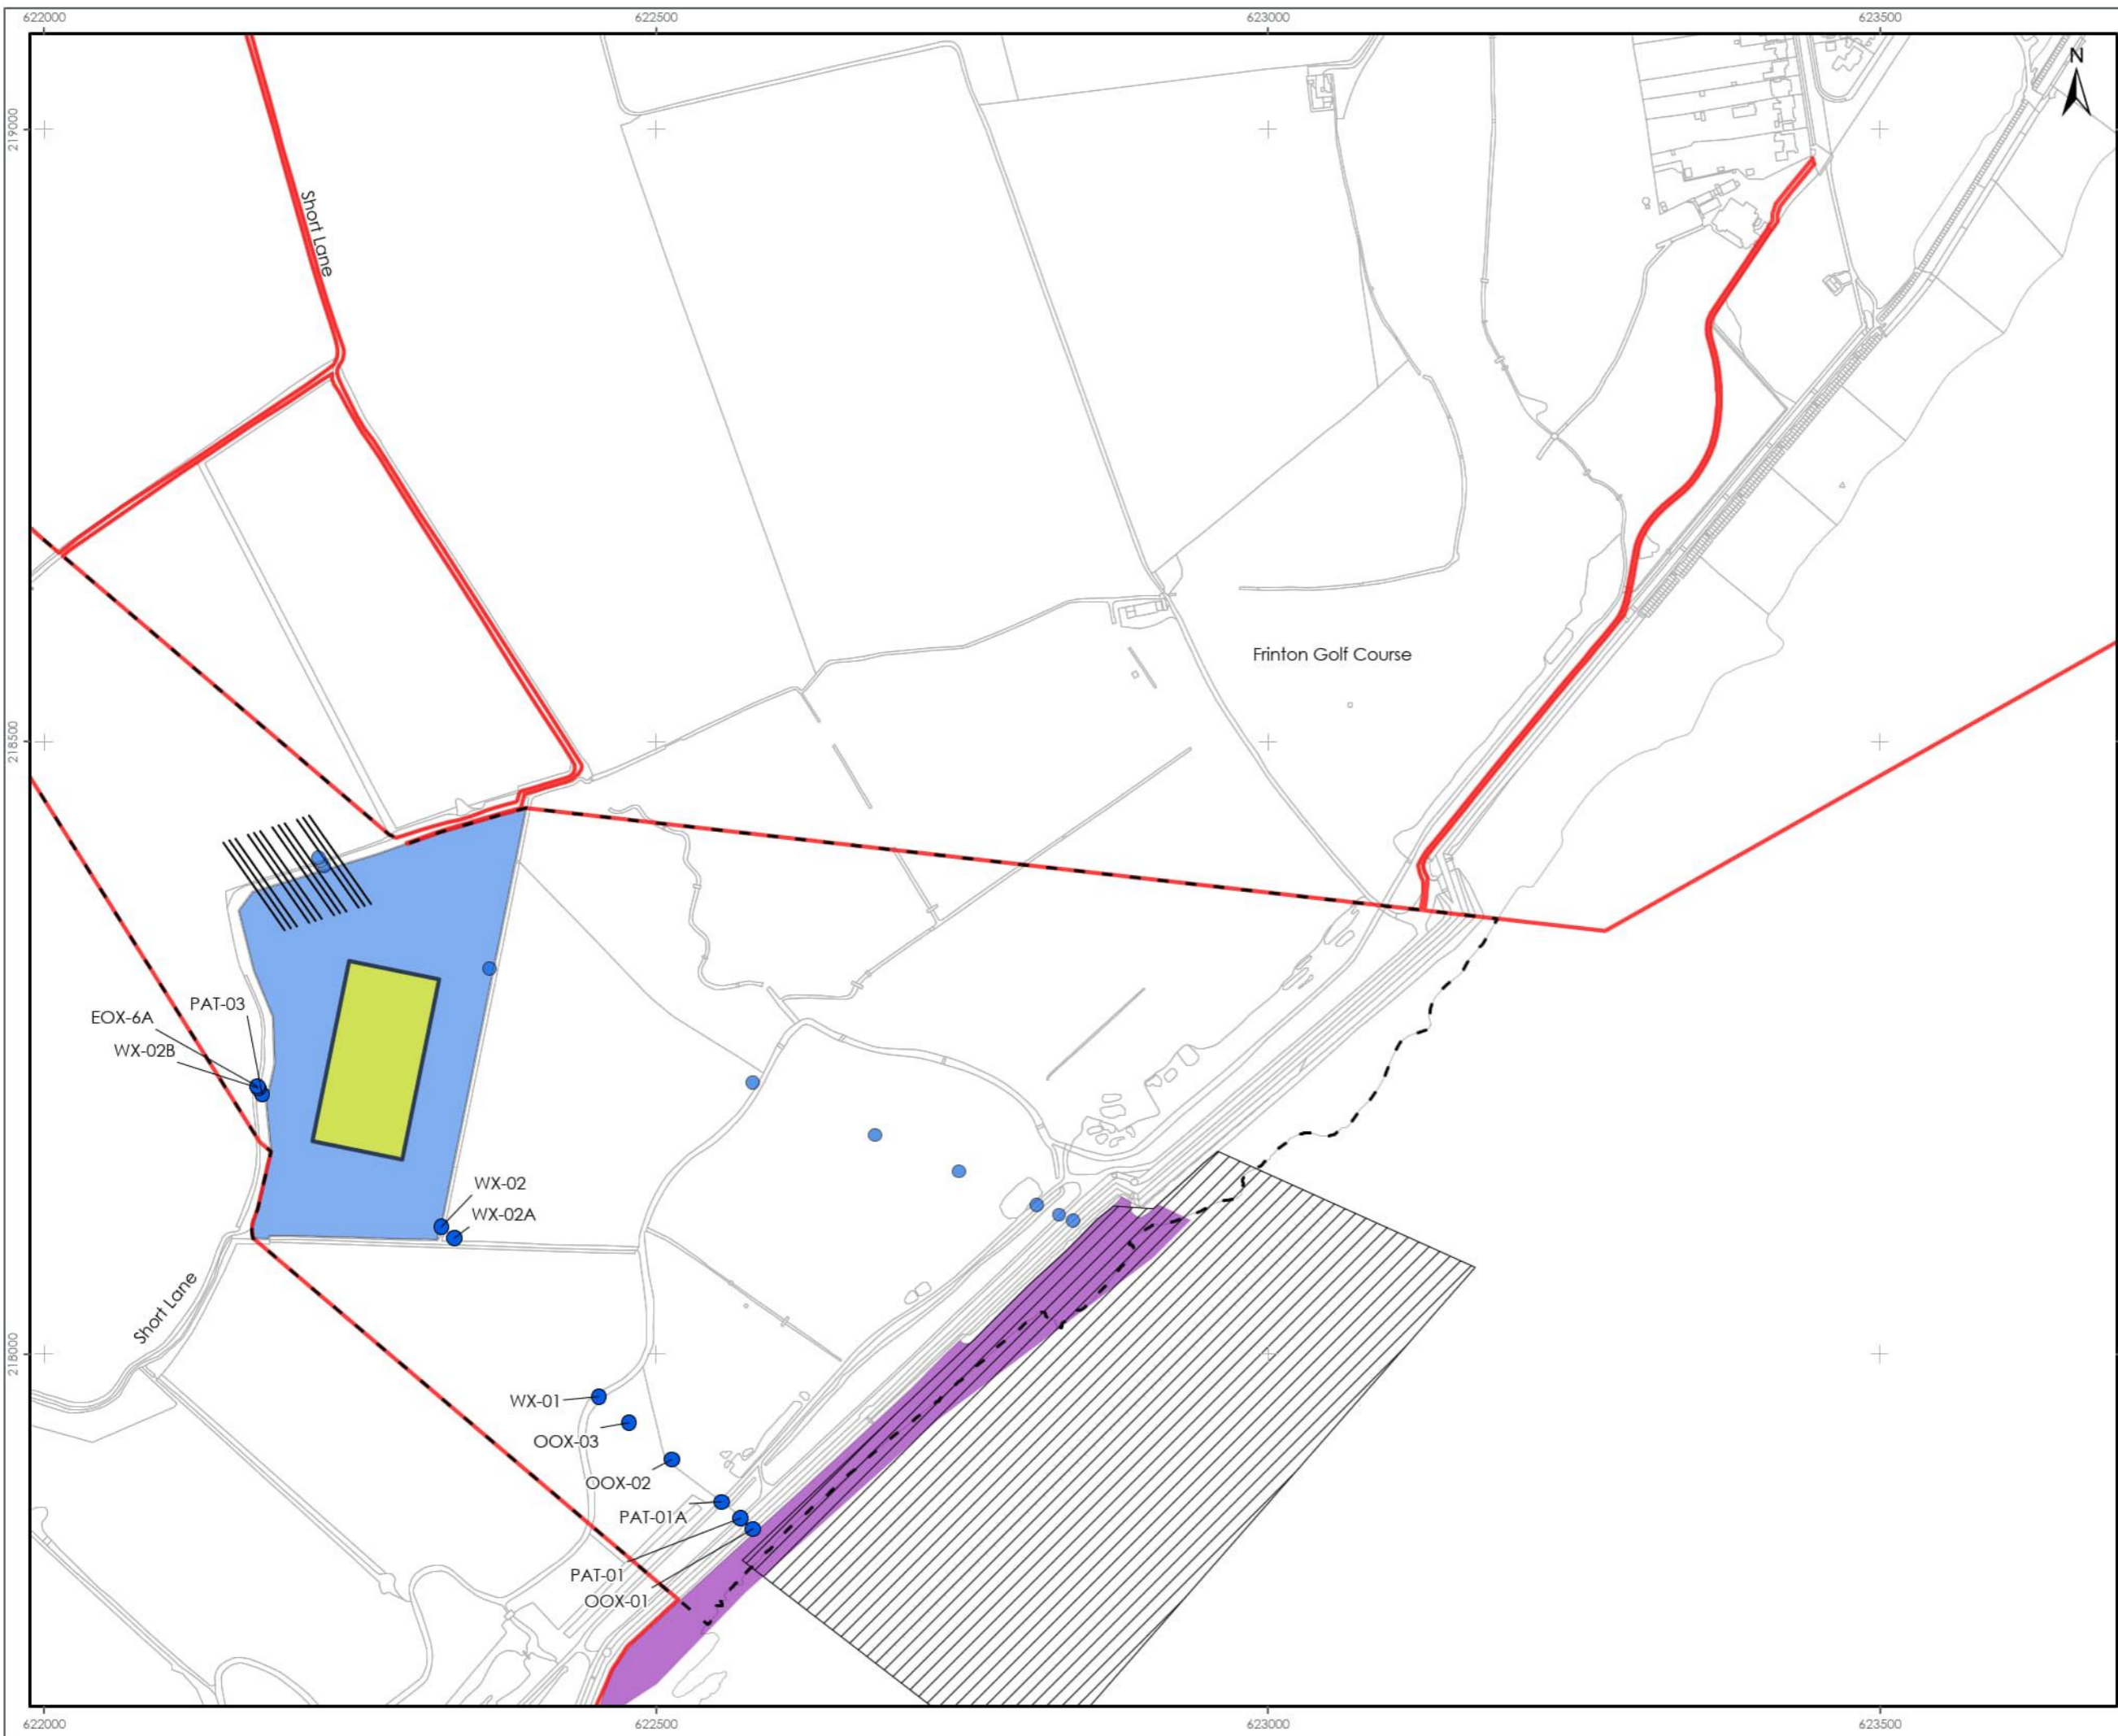 622000
622500
623000
623500
N
219000
Short Lane
Frinton Golf Course
218500
PAT-03
EOX-6A
WX-02B
WX-02
WX-02A
Short Lane
218000
WX-01
OOX-03
OOX-02
PAT-01A
PAT-01
OOX-01
622000
622500
623000
623500